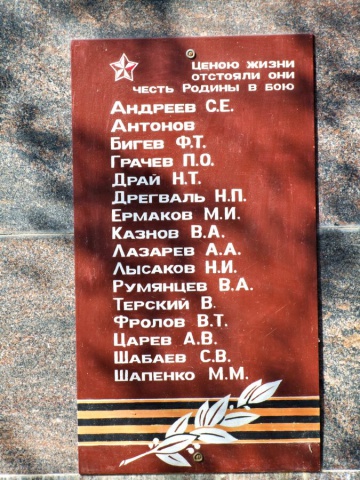 Ценою жизни
отстояли они
честь Родины в бою
Андреев С.Е.
Антонов
Бигев Ф.Т.
Грачев П.О.
Драй Н.Т.
Дрегваль Н.П.
Ермаков М.И.
Казнов В.А.
Лазарев А.А.
Лысаков Н.И.
Румянцев В.А.
Терский В.
Фролов В.Т.
Царев А.В.
Шабаев С.В.
Шапенко М.М.